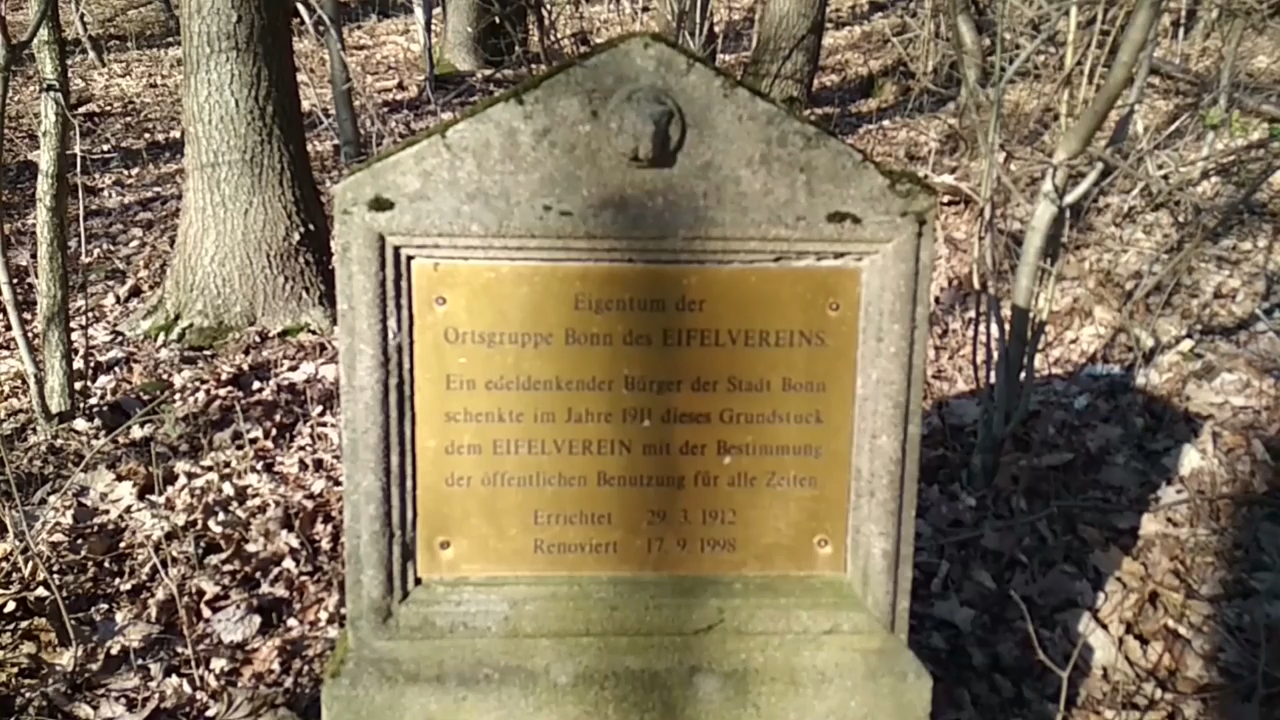 Eigentum der
Ortsgruppe Bonn des EIFELVEREINS.
Ein edeldenkender Bürger der Stadt Bonn
schenkte im Jahre 1911 dieses Grundstück
dem EIFELVEREIN mit der Bestimmung
der öffentlichen Benutzung für alle Zeiten
Errichtet 29. 3. 1912
Renoviert 17. 9. 1998